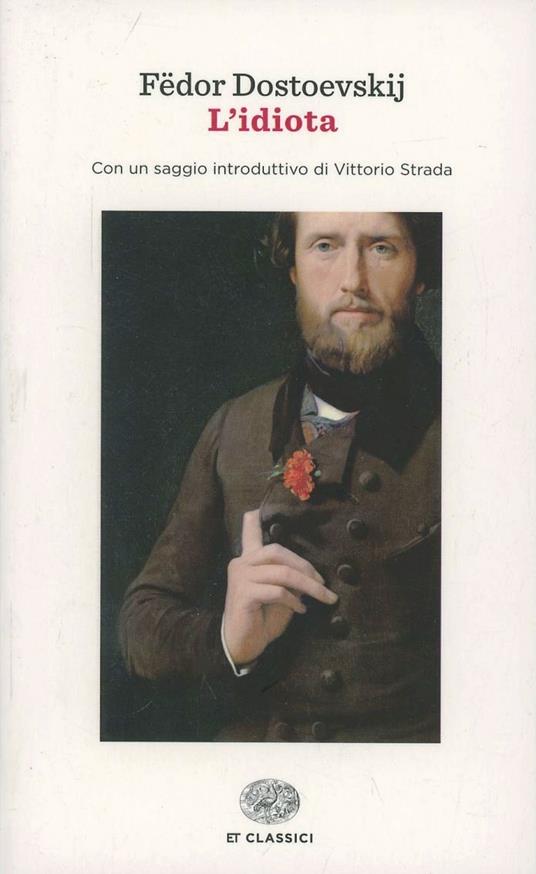 Fëdor Dostoevskij
L'idiota
Con un saggio introduttivo di Vittorio Strada
ET CLASSICI